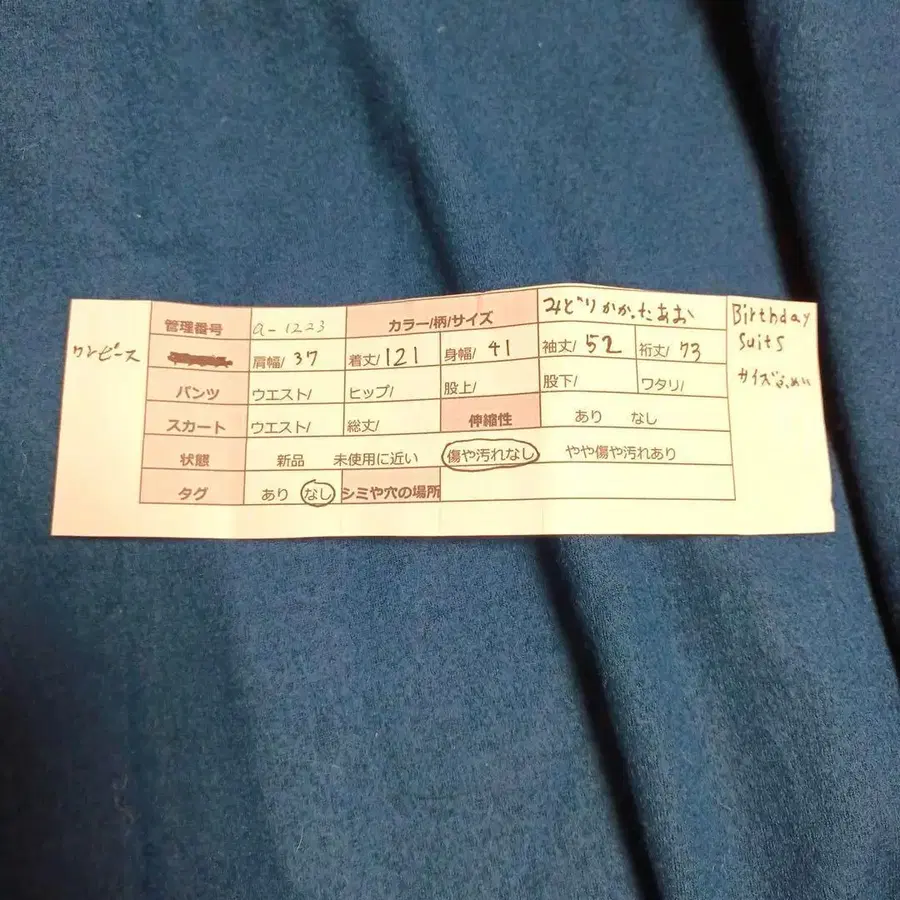 管理番号 a-1223 カラー/柄/サイズ みどりがかったあお Birthday Suits
ワンピース 肩幅/ 37 着丈/ 121 身幅/ 41 袖丈/ 52 裄丈/ 73 サイズ
パンツ ウエスト/ ヒップ/ 股上/ 股下/ ワタリ/
スカート ウエスト/ 総丈/ 伸縮性 あり なし
状態 新品 未使用に近い 傷や汚れなし やや傷や汚れあり
タグ あり なし シミや穴の場所